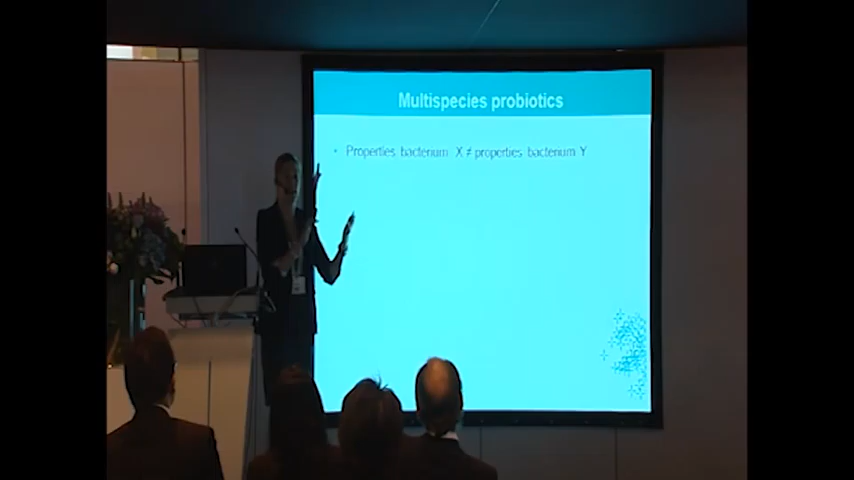 Multispecies probiotics
• Properties bacterium X ≠ properties bacterium Y